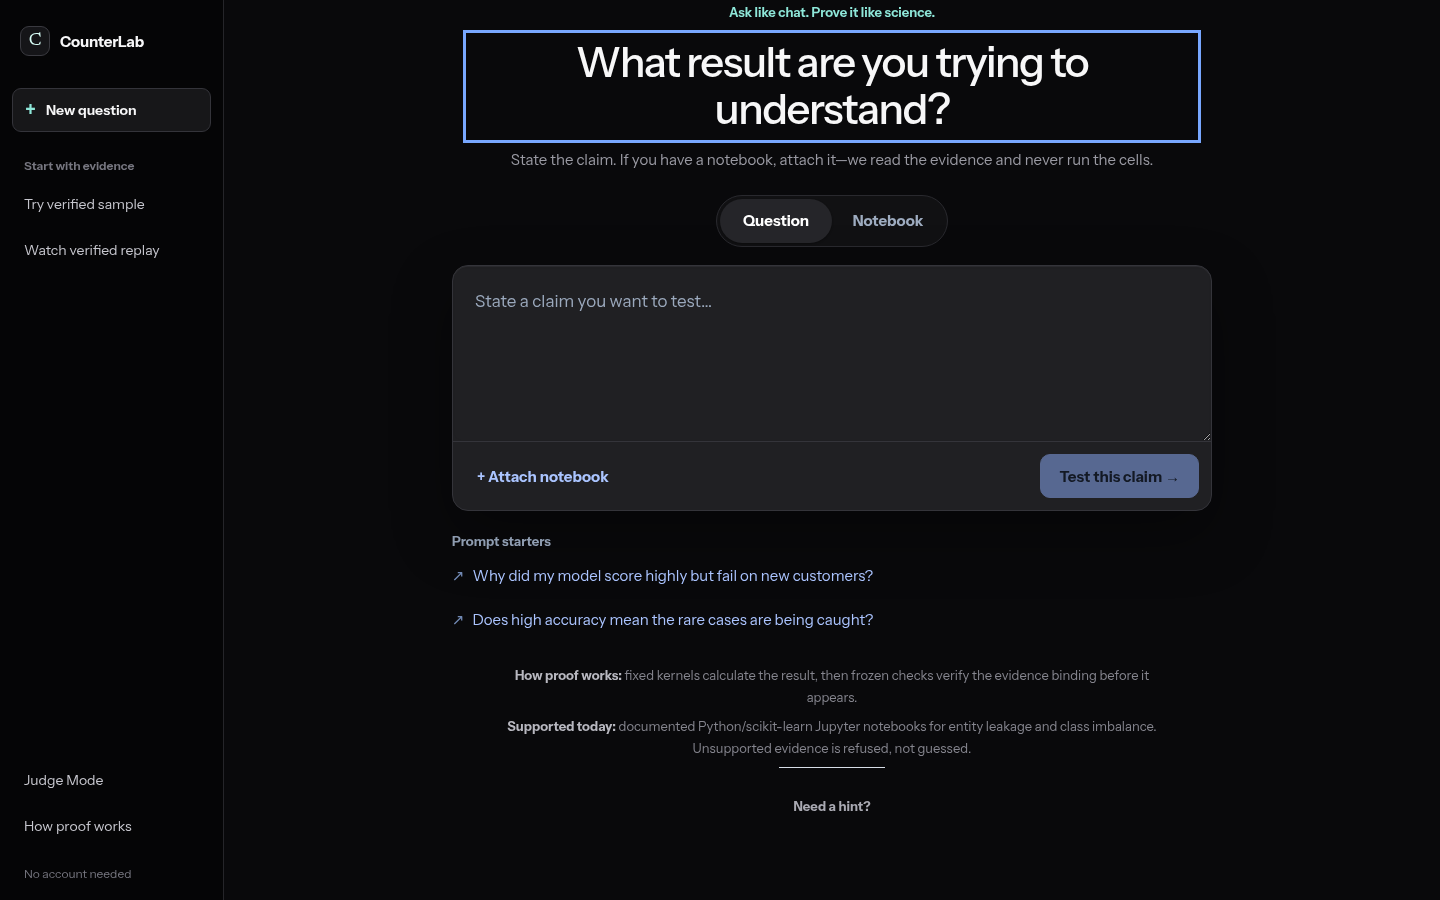 CounterLab
+ New question
Start with evidence
Try verified sample
Watch verified replay
Judge Mode
How proof works
No account needed
Ask like chat. Prove it like science.
What result are you trying to
understand?
State the claim. If you have a notebook, attach it—we read the evidence and never run the cells.
Question
Notebook
State a claim you want to test...
+ Attach notebook
Test this claim →
Prompt starters
↗ Why did my model score highly but fail on new customers?
↗ Does high accuracy mean the rare cases are being caught?
How proof works: fixed kernels calculate the result, then frozen checks verify the evidence binding before it
appears.
Supported today: documented Python/scikit-learn Jupyter notebooks for entity leakage and class imbalance.
Unsupported evidence is refused, not guessed.
Need a hint?